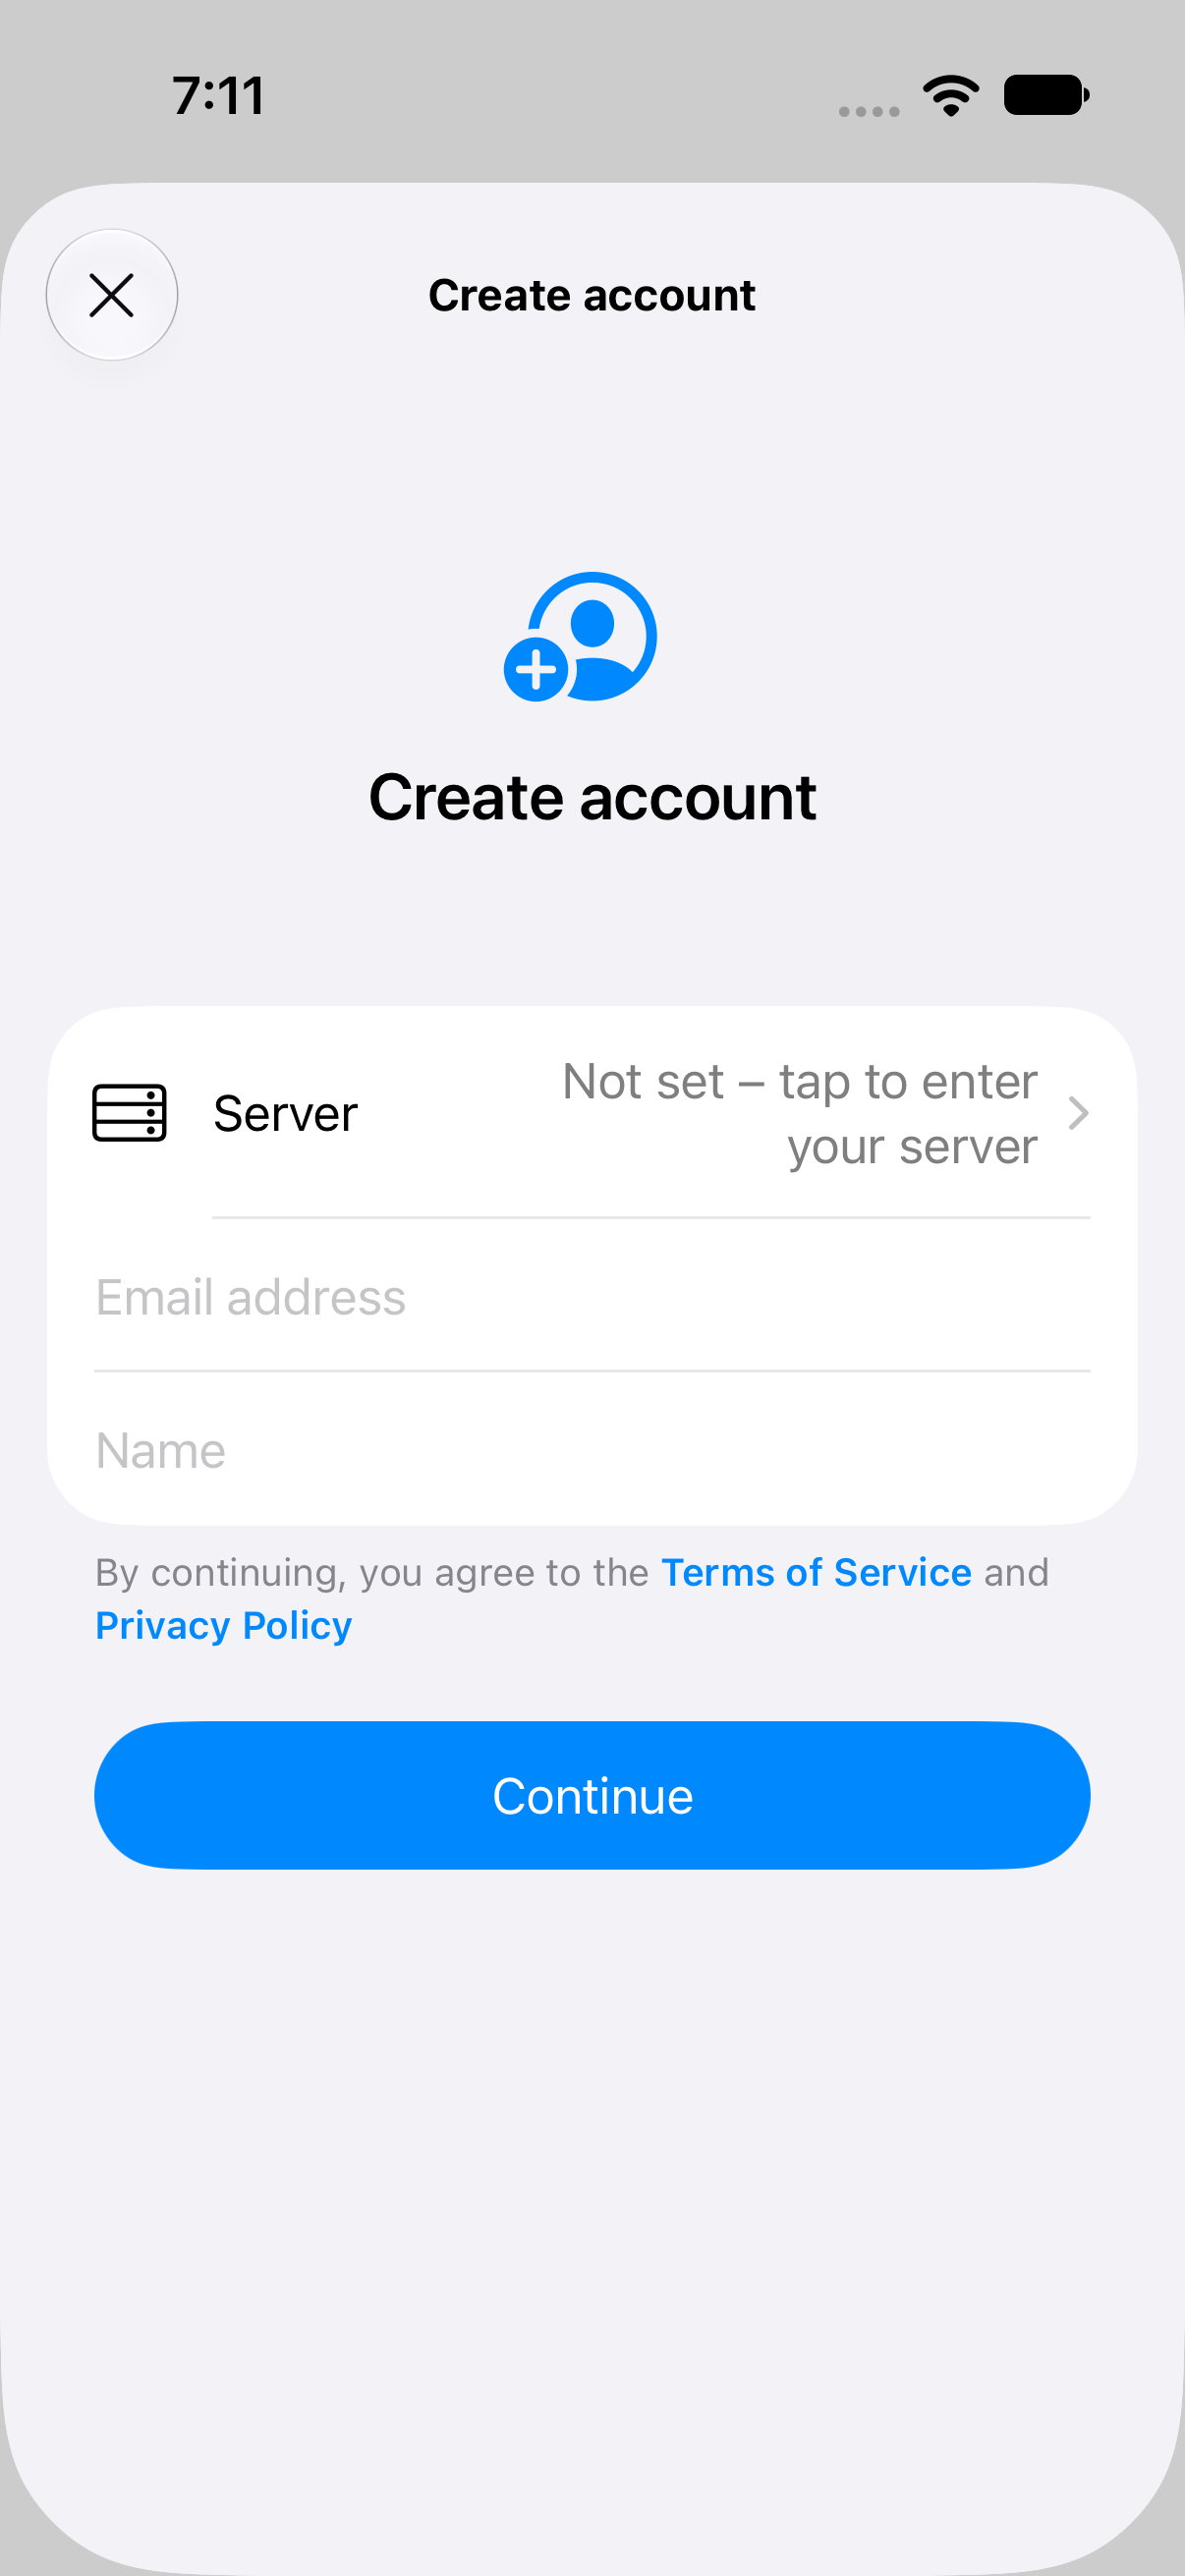 7:11
Create account
Create account
Server
Not set – tap to enter
your server
Email address
Name
By continuing, you agree to the Terms of Service and
Privacy Policy
Continue